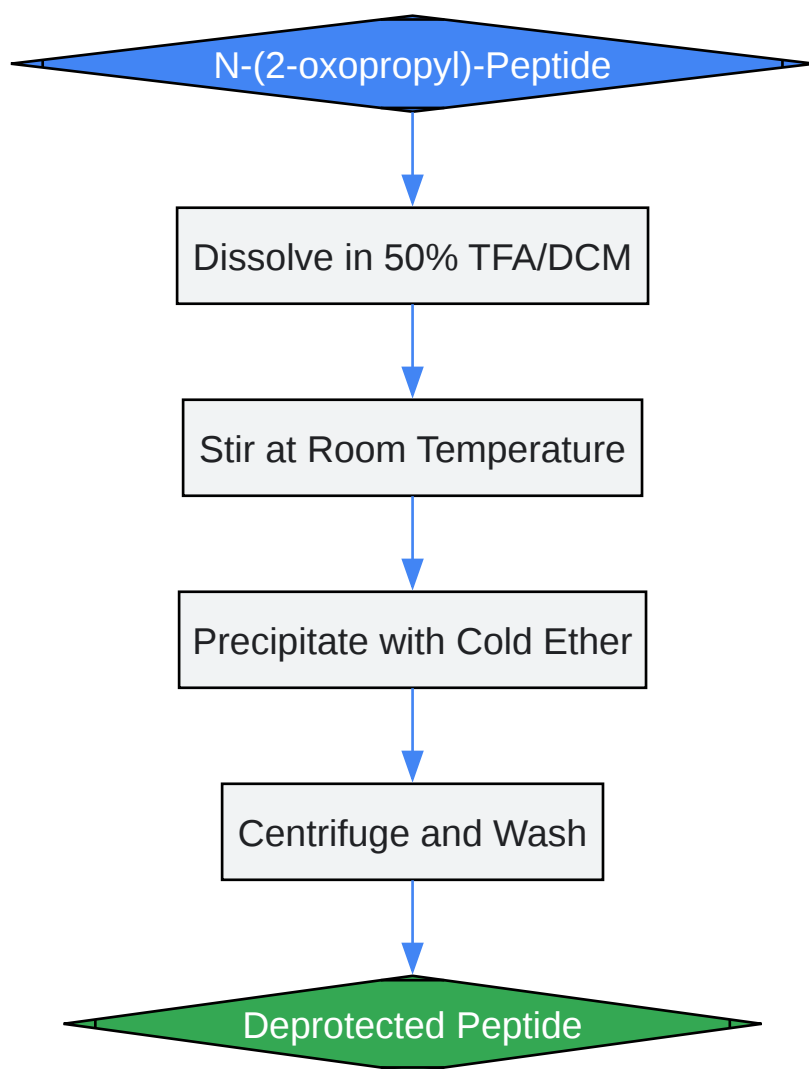 N-(2-oxopropyl)-Peptide
Dissolve in 50% TFA/DCM
Stir at Room Temperature
Precipitate with Cold Ether
Centrifuge and Wash
Deprotected Peptide